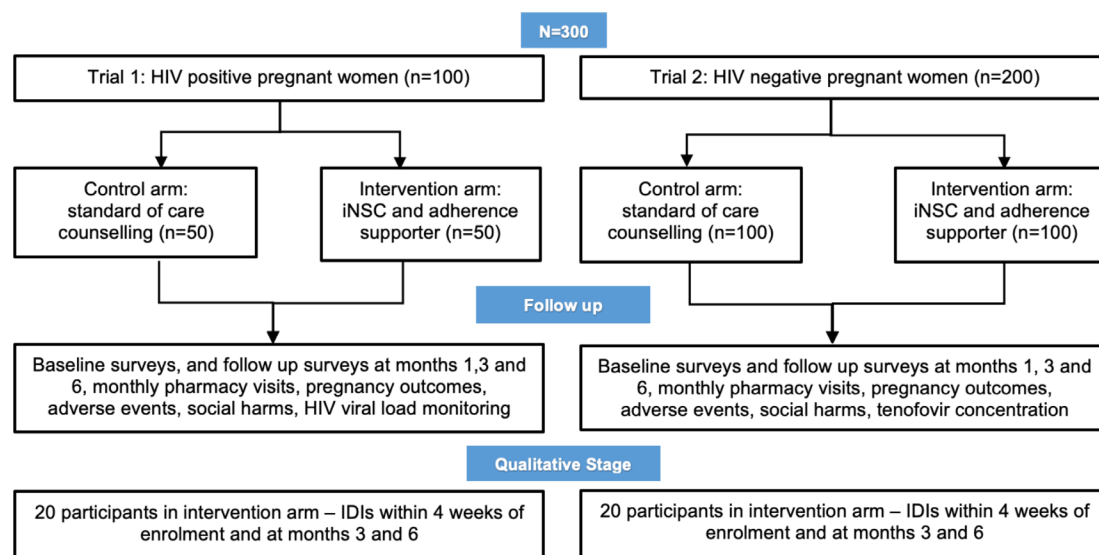 N=300
Trial 1: HIV positive pregnant women (n=100)
Trial 2: HIV negative pregnant women (n=200)
Control arm:
standard of care
counselling (n=50)
Intervention arm:
iNSC and adherence
supporter (n=50)
Control arm:
standard of care
counselling (n=100)
Intervention arm:
iNSC and adherence
supporter (n=100)
Follow up
Baseline surveys, and follow up surveys at months 1,3 and
6, monthly pharmacy visits, pregnancy outcomes,
adverse events, social harms, HIV viral load monitoring
Baseline surveys and follow up surveys at months 1, 3 and
6, monthly pharmacy visits, pregnancy outcomes,
adverse events, social harms, tenofovir concentration
Qualitative Stage
20 participants in intervention arm – IDIs within 4 weeks of
enrolment and at months 3 and 6
20 participants in intervention arm – IDIs within 4 weeks of
enrolment and at months 3 and 6